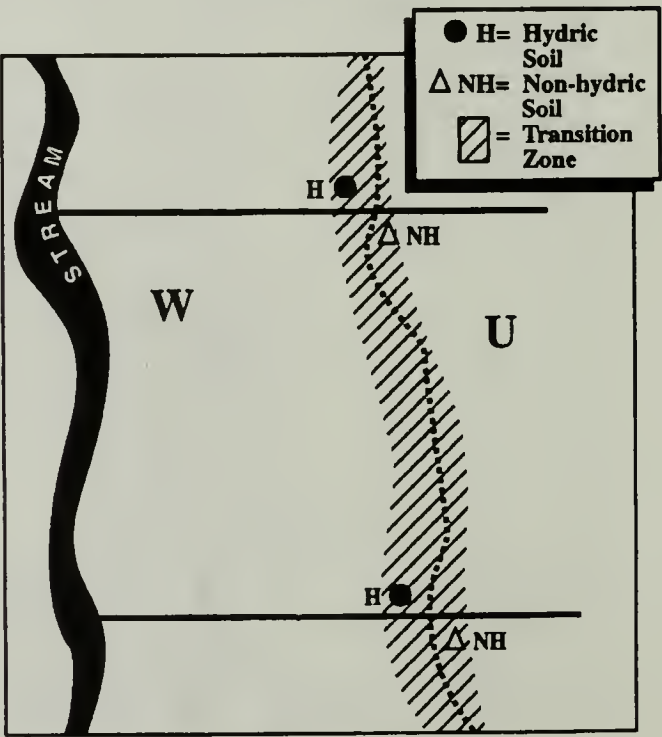 H= Hydric
Soil
NH= Non-hydric
Soil
= Transition
Zone
STREAM
H
NH
W
U
H
NH